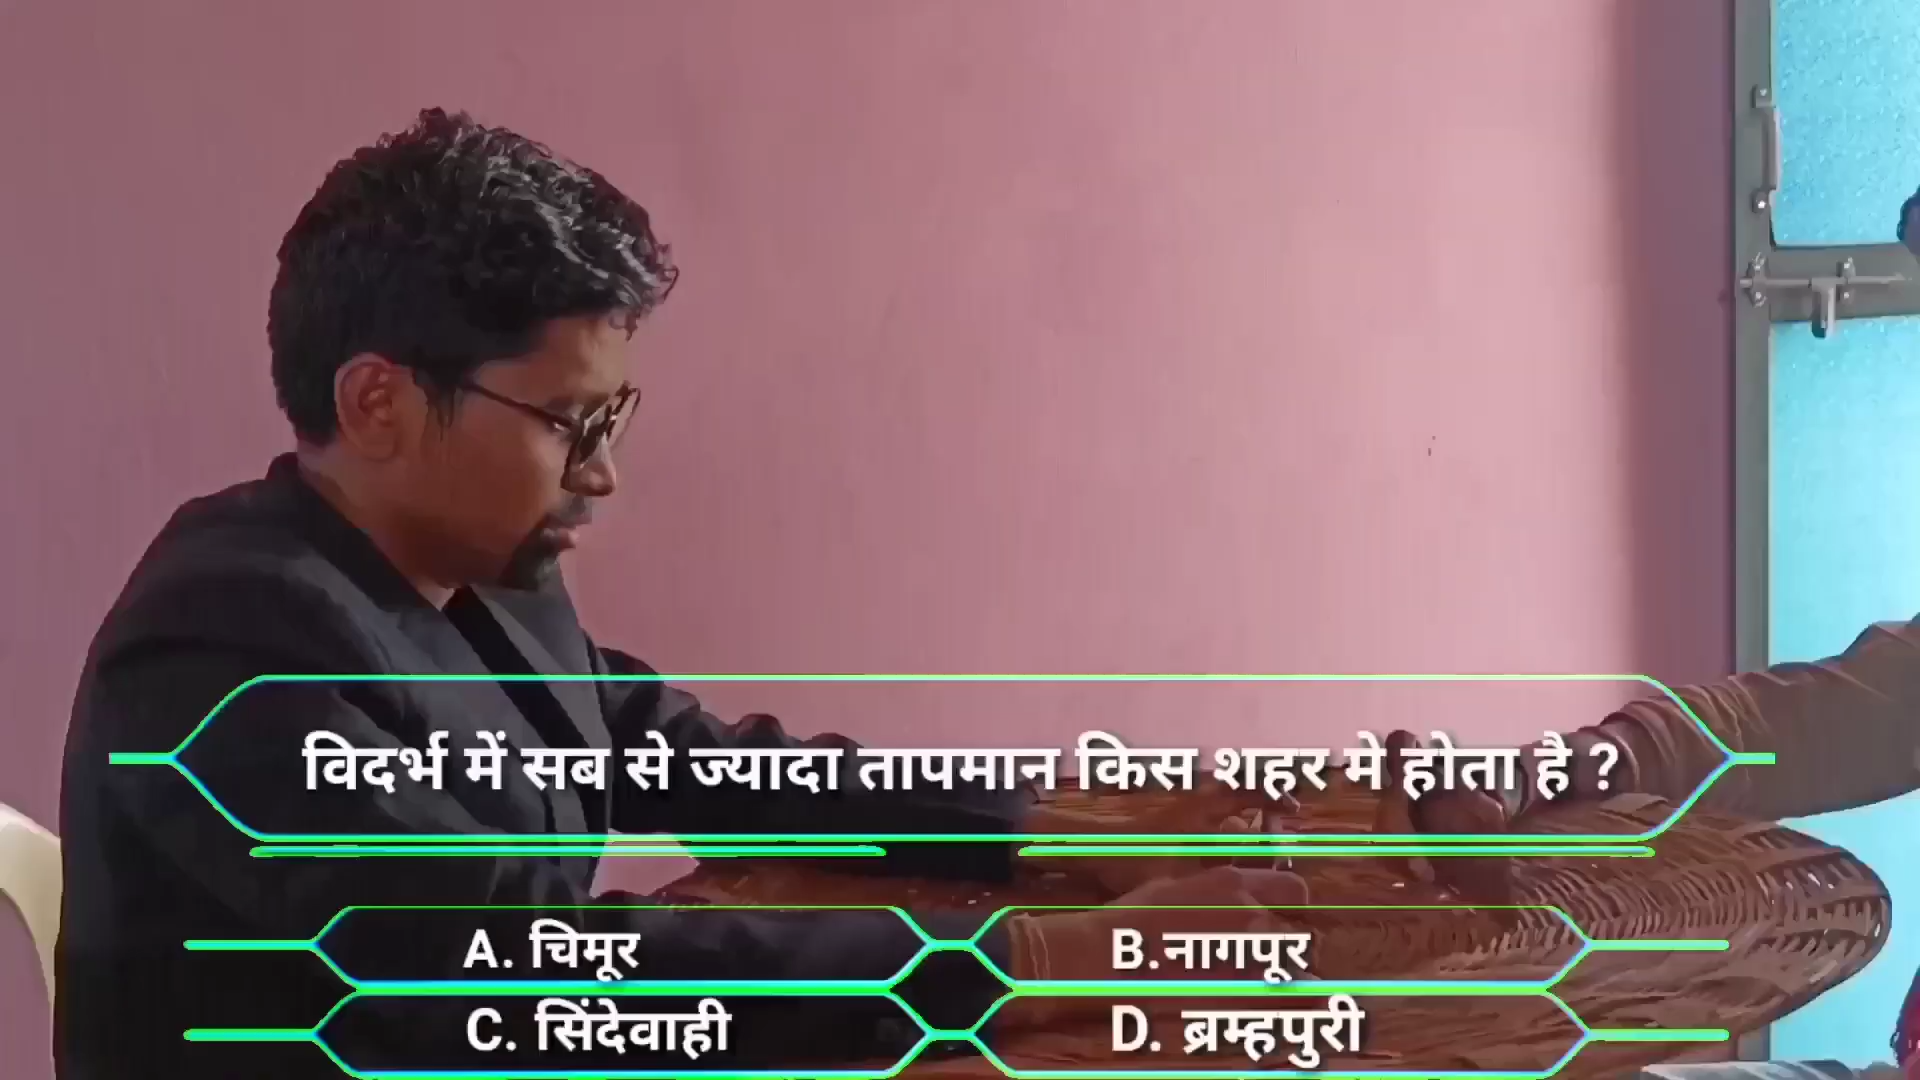 विदर्भ में सब से ज्यादा तापमान किस शहर मे होता है ?
A. चिमूर
B.नागपूर
C. सिंदेवाही
D. ब्रम्हपुरी